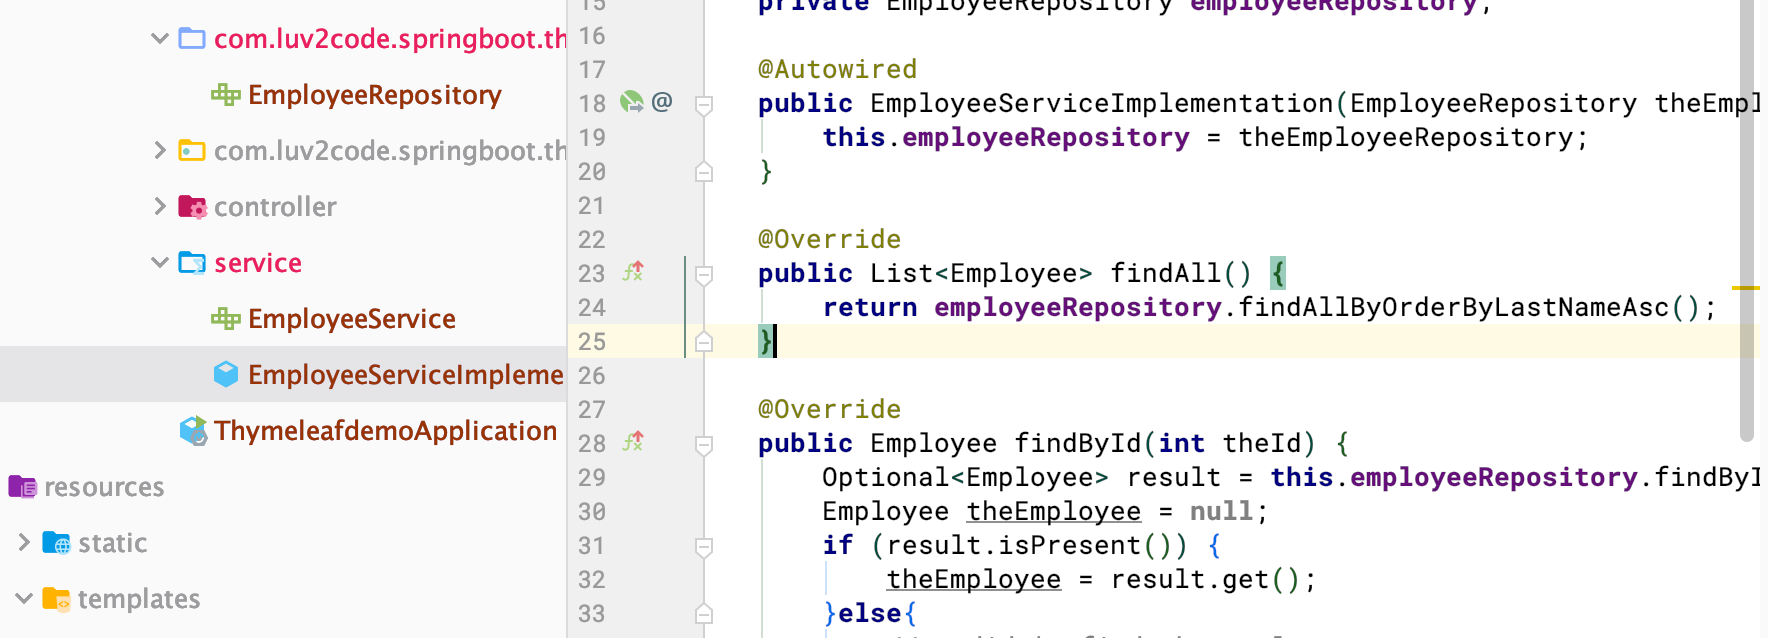 com.luv2code.springboot.th
EmployeeRepository
com.luv2code.springboot.th
controller
service
EmployeeService
EmployeeServiceImpleme
ThymeleafdemoApplication
resources
static
templates
15 private EmployeeRepository employeeRepository;
16
17 @Autowired
18 @ public EmployeeServiceImplementation(EmployeeRepository theEmpl
19 this.employeeRepository = theEmployeeRepository;
20 }
21
22 @Override
23 public List<Employee> findAll() {
24 return employeeRepository.findAllByOrderByLastNameAsc();
25 }
26
27 @Override
28 public Employee findById(int theId) {
29 Optional<Employee> result = this.employeeRepository.findByI
30 Employee theEmployee = null;
31 if (result.isPresent()) {
32 theEmployee = result.get();
33 }else{